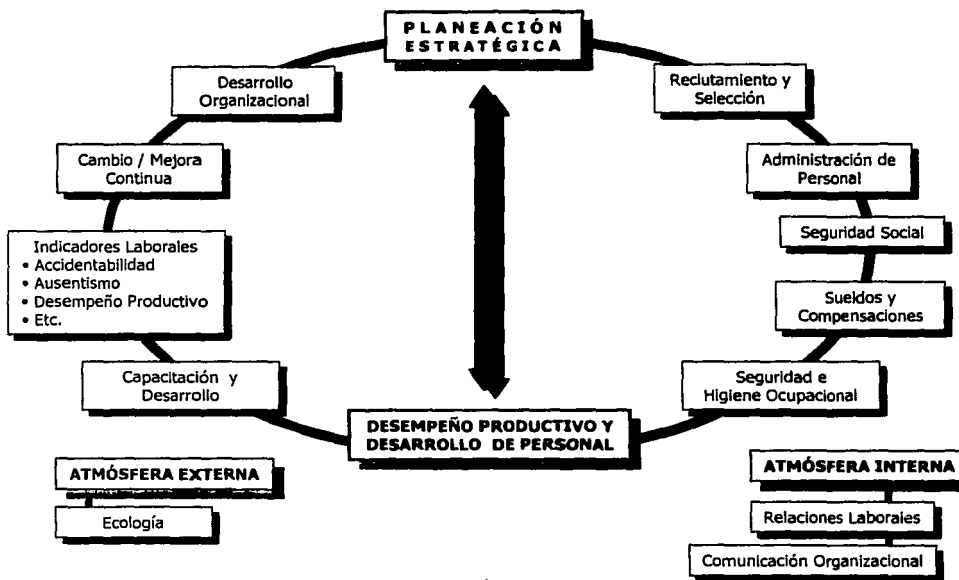 PLANEACIÓN
ESTRATÉGICA
Desarrollo
Organizacional
Reclutamiento y
Selección
Cambio / Mejora
Continua
Administración de
Personal
Indicadores Laborales
• Accidentabilidad
• Ausentismo
• Desempeño Productivo
• Etc.
Seguridad Social
Sueldos y
Compensaciones
Capacitación y
Desarrollo
Seguridad e
Higiene Ocupacional
DESEMPEÑO PRODUCTIVO Y
DESARROLLO DE PERSONAL
ATMÓSFERA EXTERNA
Ecología
ATMÓSFERA INTERNA
Relaciones Laborales
Comunicación Organizacional